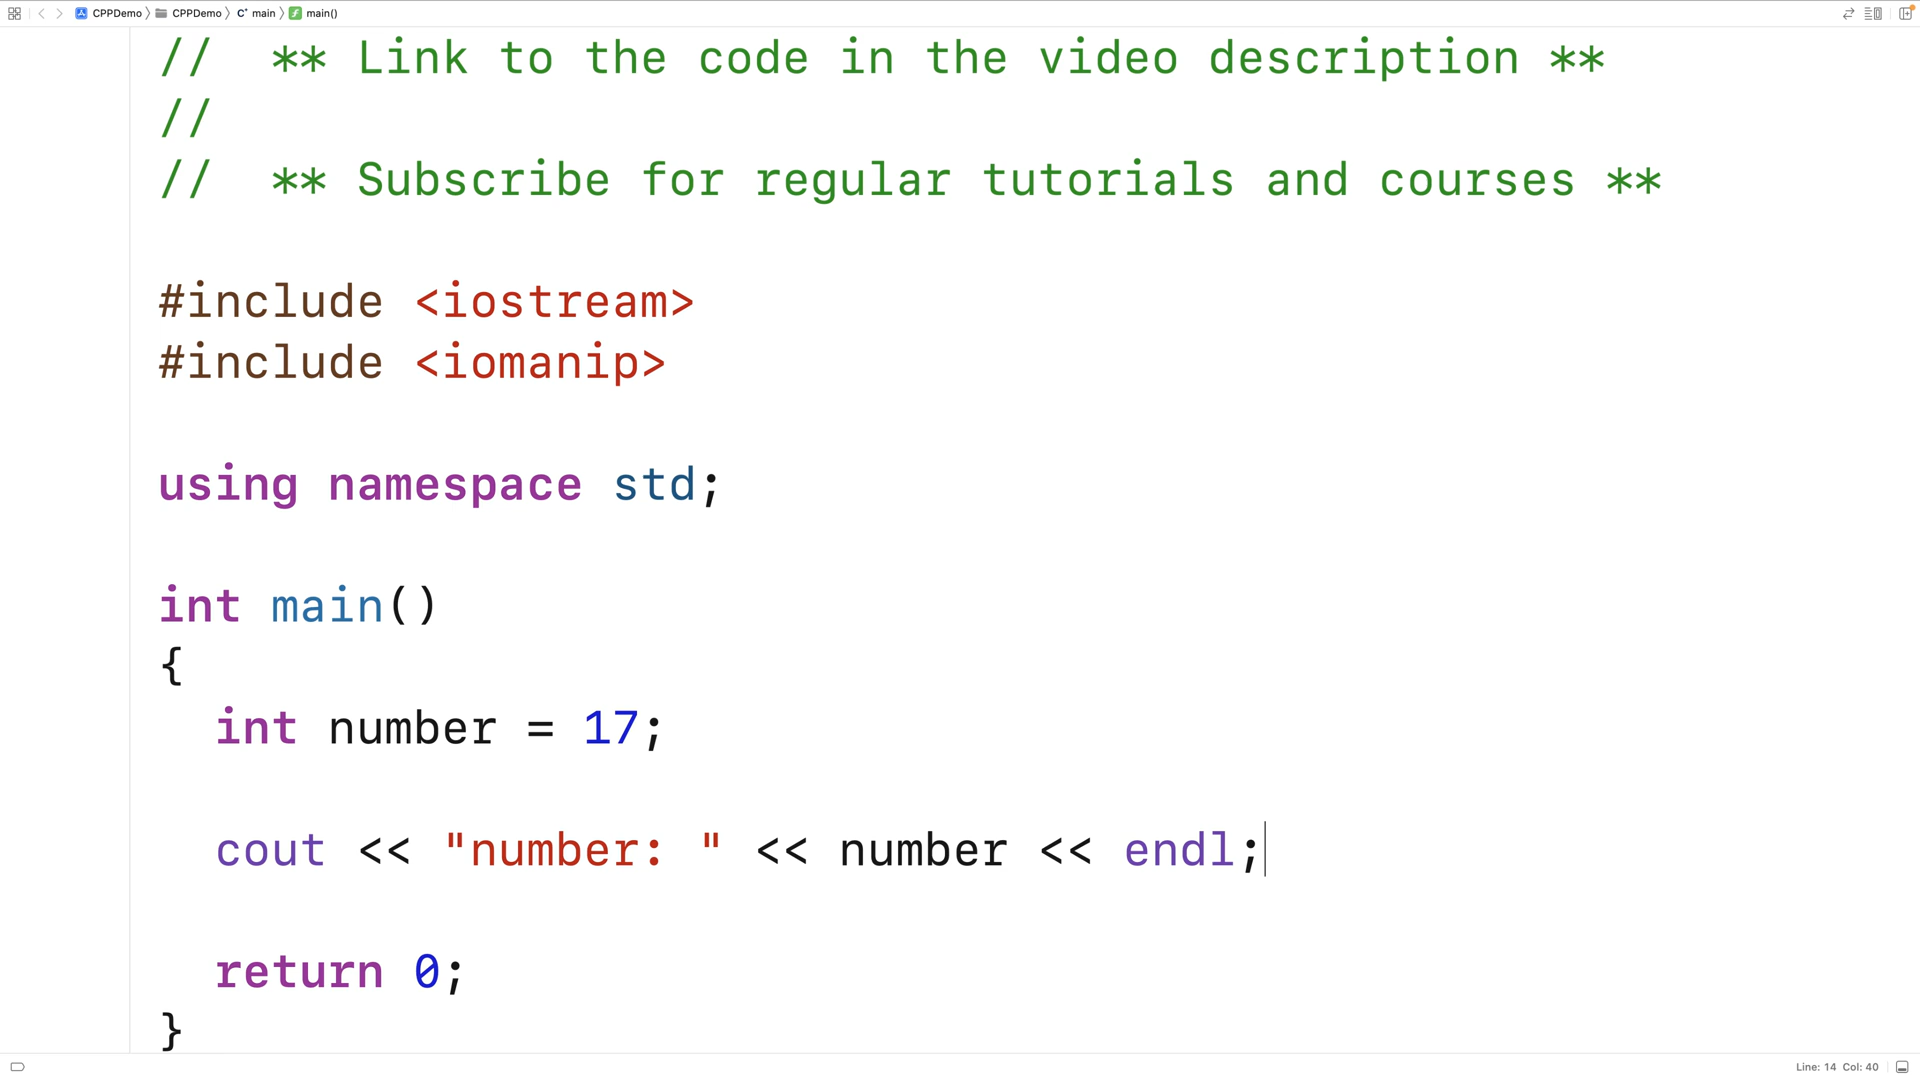 CPPDemo CPPDemo C+ main f main()
// ** Link to the code in the video description **
//
// ** Subscribe for regular tutorials and courses **
#include <iostream>
#include <iomanip>
using namespace std;
int main()
{
int number = 17;
cout << "number: " << number << endl;
return 0;
}
Line: 14 Col: 40